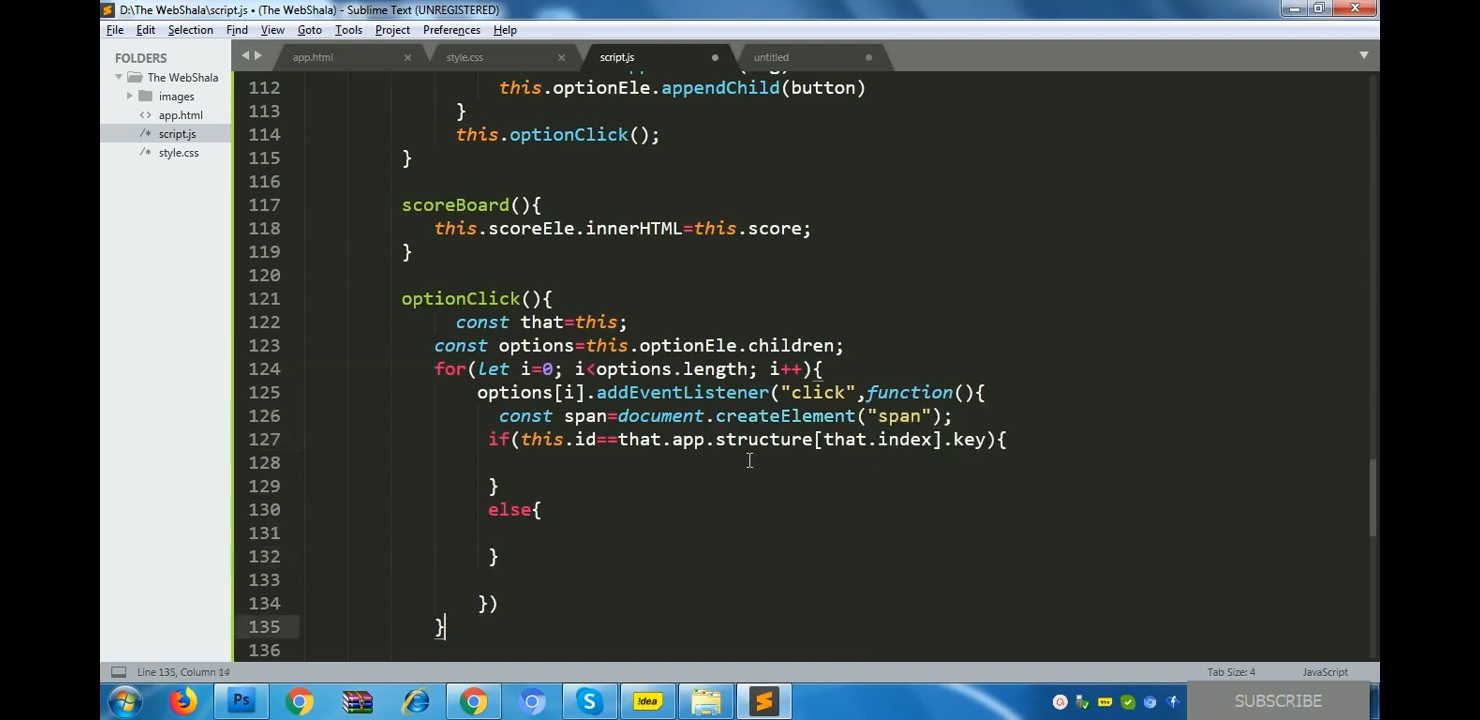 D:\The WebShala\script.js • (The WebShala) - Sublime Text (UNREGISTERED)
File Edit Selection Find View Goto Tools Project Preferences Help
FOLDERS
The WebShala
images
app.html
script.js
style.css
app.html style.css script.js untitled
112 this.optionEle.appendChild(button)
113 }
114 this.optionClick();
115 }
116
117 scoreBoard(){
118 this.scoreEle.innerHTML=this.score;
119 }
120
121 optionClick(){
122 const that=this;
123 const options=this.optionEle.children;
124 for(let i=0; i<options.length; i++){
125 options[i].addEventListener("click",function(){
126 const span=document.createElement("span");
127 if(this.id==that.app.structure[that.index].key){
128
129 }
130 else{
131
132 }
133
134 })
135 }
136
Line 135, Column 14 Tab Size: 4 JavaScript
Ps !dea SUBSCRIBE